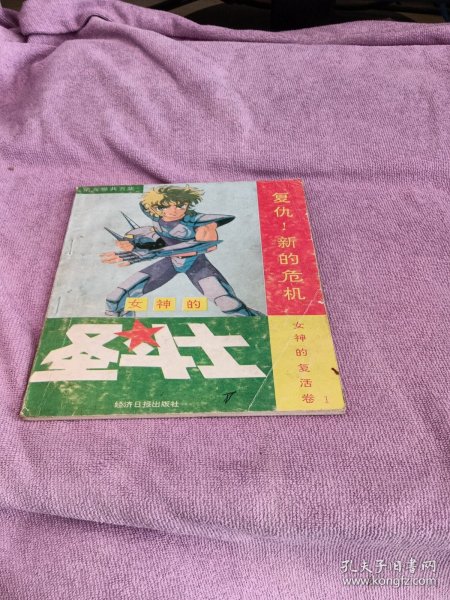 复仇！新的危机
女神的
圣斗士
女神的复活卷 1
经济日报出版社
孔夫子旧书网
www.kongfz.com